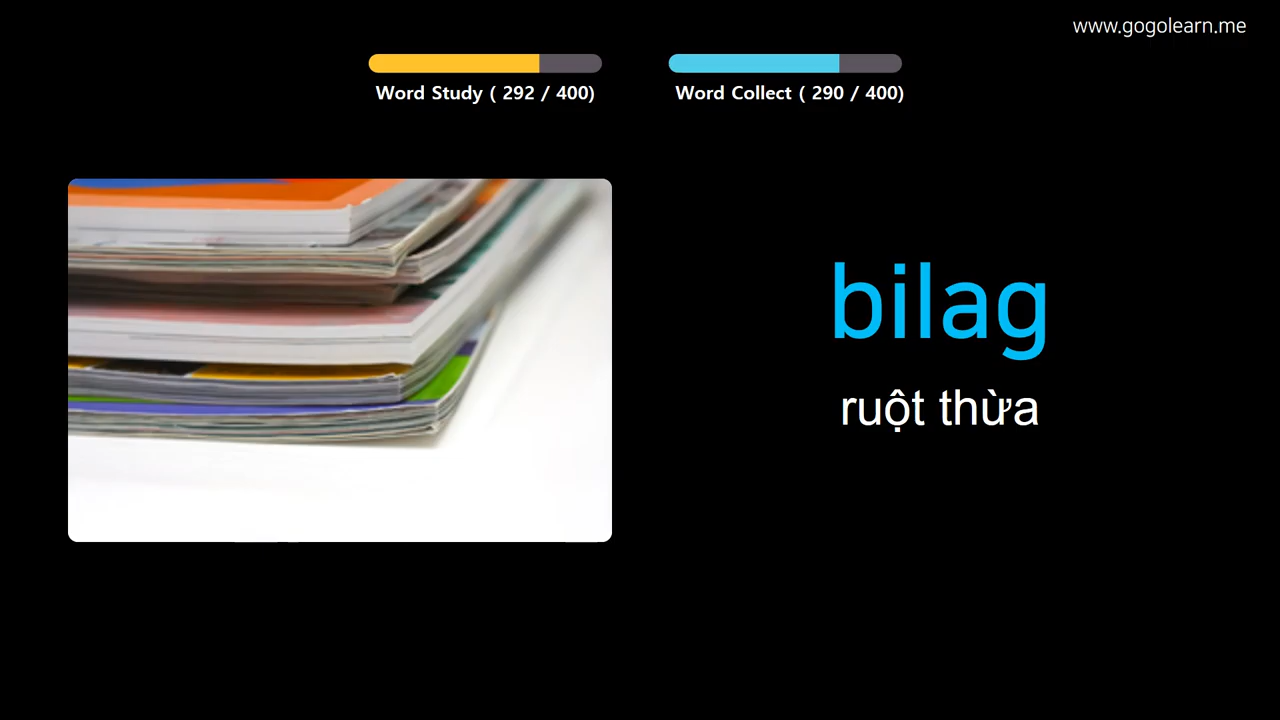 www.gogolearn.me
Word Study ( 292 / 400)
Word Collect ( 290 / 400)
bilag
ruột thừa